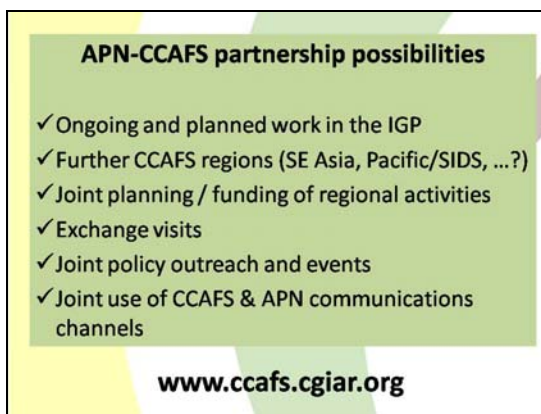 APN-CCAFS partnership possibilities
✓Ongoing and planned work in the IGP
✓Further CCAFS regions (SE Asia, Pacific/SIDS, ...?)
✓Joint planning / funding of regional activities
✓Exchange visits
✓Joint policy outreach and events
✓Joint use of CCAFS & APN communications
channels
www.ccafs.cgiar.org